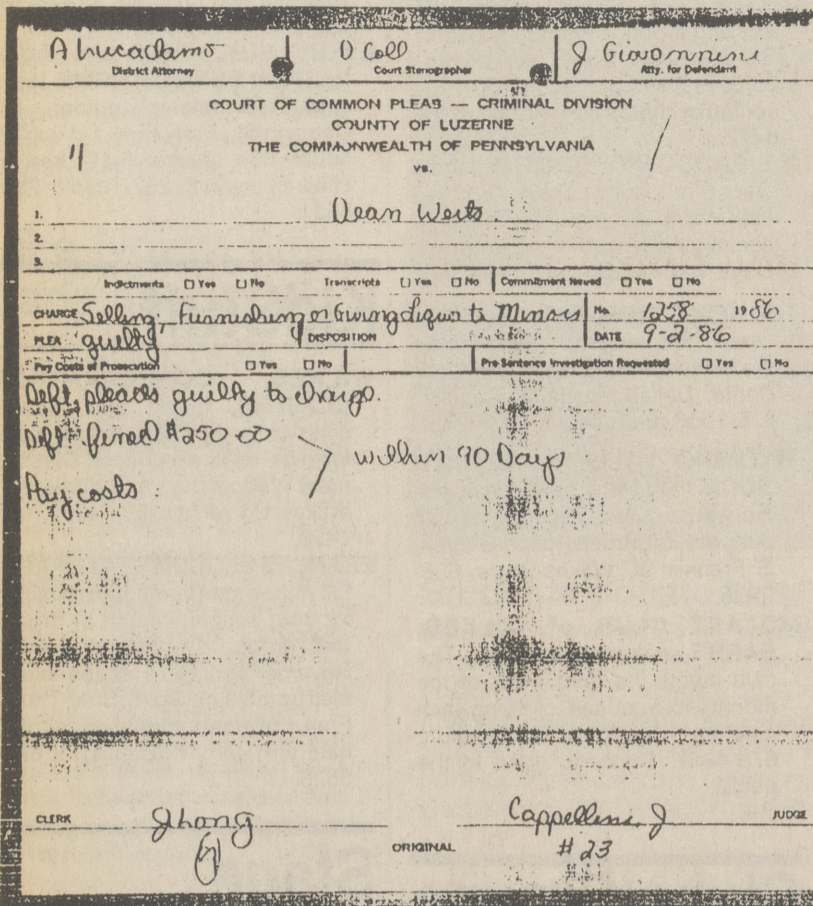 A Lucadamo D Coll J Giovannini
District Attorney Court Stenographer Atty. for Defendant
COURT OF COMMON PLEAS — CRIMINAL DIVISION
COUNTY OF LUZERNE
THE COMMONWEALTH OF PENNSYLVANIA
vs.
1. Dean Werts
2.
3.
Indictments ☐ Yes ☐ No Transcripts ☐ Yes ☐ No Commitment Issued ☐ Yes ☐ No
CHARGE Selling, Furnishing or Giving Liquor to Minors No. 1258 1986
PLEA guilty DISPOSITION DATE 9-2-86
Pay Costs of Prosecution ☐ Yes ☐ No Pre Sentence Investigation Requested ☐ Yes ☐ No
Deft. pleads guilty to charge.
Deft. fined $250.00
within 90 Days
Pay costs
CLERK J Long Cappellini, J JUDGE
ORIGINAL # 23